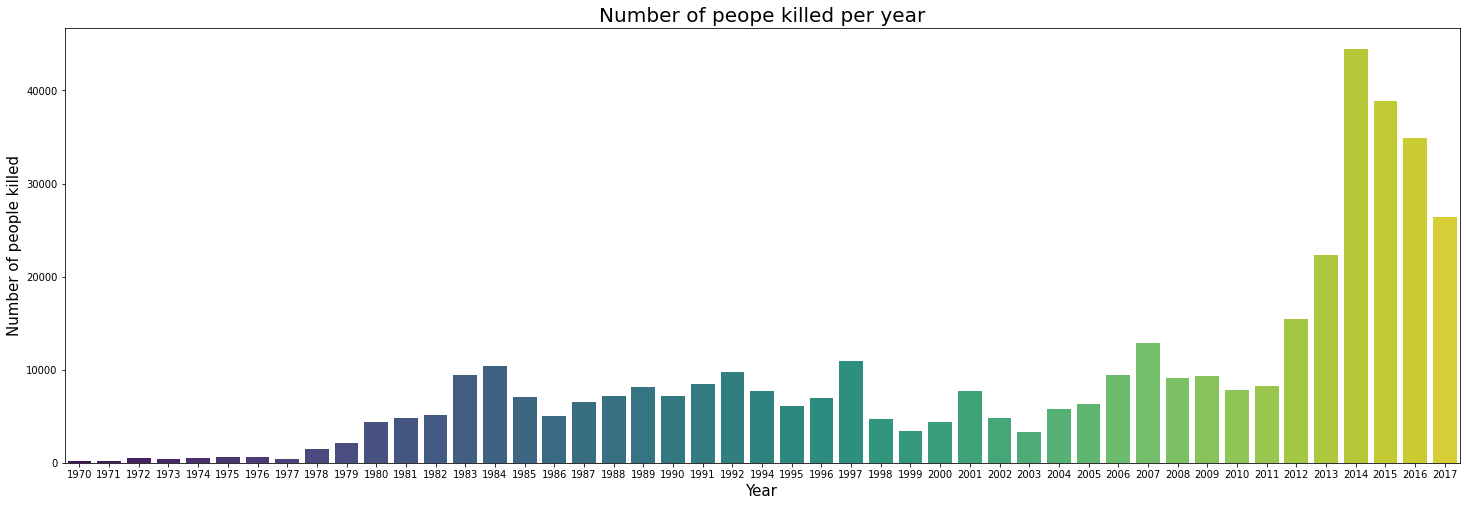 Number of peope killed per year
Number of people killed
40000
30000
20000
10000
0
1970 1971 1972 1973 1974 1975 1976 1977 1978 1979 1980 1981 1982 1983 1984 1985 1986 1987 1988 1989 1990 1991 1992 1994 1995 1996 1997 1998 1999 2000 2001 2002 2003 2004 2005 2006 2007 2008 2009 2010 2011 2012 2013 2014 2015 2016 2017
Year